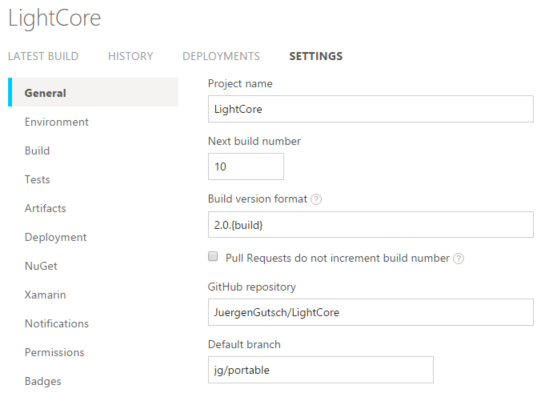 LightCore
LATEST BUILD HISTORY DEPLOYMENTS SETTINGS
General
Environment
Build
Tests
Artifacts
Deployment
NuGet
Xamarin
Notifications
Permissions
Badges
Project name
LightCore
Next build number
10
Build version format ?
2.0.{build}
Pull Requests do not increment build number ?
GitHub repository
JuergenGutsch/LightCore
Default branch
jg/portable